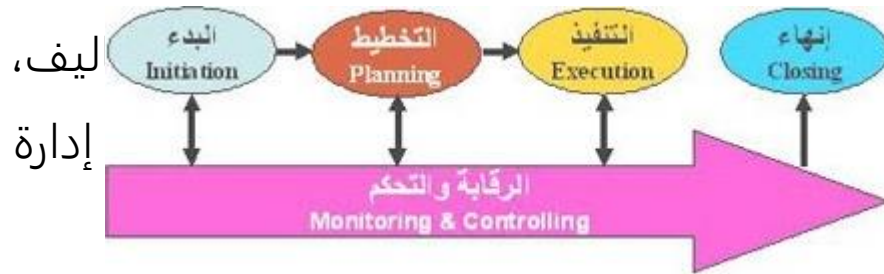 البدء
Initiation
التخطيط
Planning
التنفيذ
Execution
إنهاء
Closing
ليف،
إدارة
الرقابة والتحكم
Monitoring & Controlling